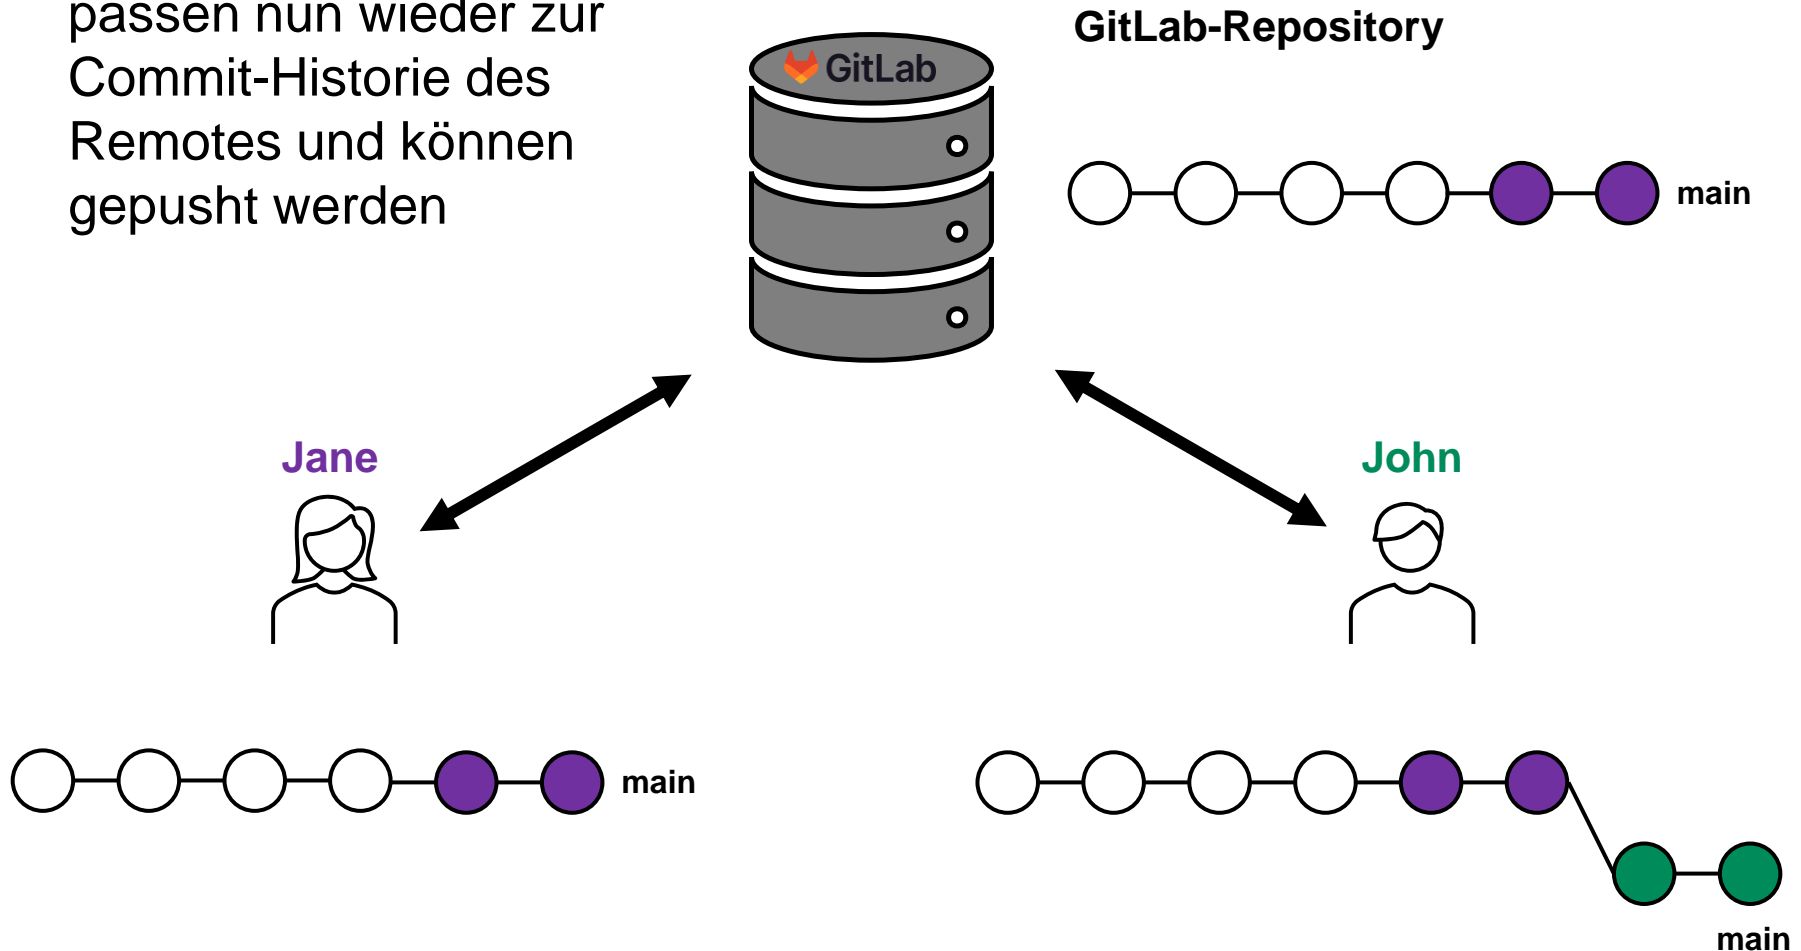 passen nun wieder zur
Commit-Historie des
Remotes und können
gepusht werden
GitLab
GitLab-Repository
main
Jane
John
main
main